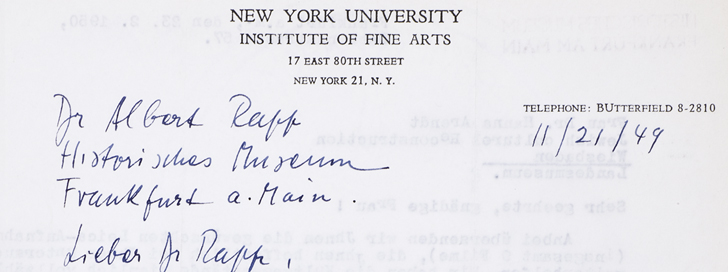 NEW YORK UNIVERSITY
INSTITUTE OF FINE ARTS
17 EAST 80TH STREET
NEW YORK 21, N. Y.
TELEPHONE: BUTTERFIELD 8-2810
11/21/49
Dr Albert Rapp
Historisches Museum
Frankfurt a. Main.
Lieber Dr Rapp,